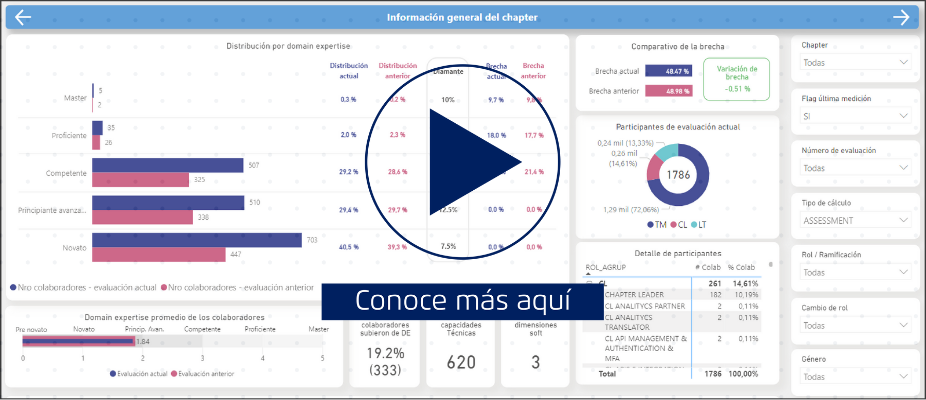 Información general del chapter
Distribución por domain expertise
Distribución actual
Distribución anterior
Diamante
Brecha actual
Brecha anterior
Master
5
2
0,3 %
0,2 %
10%
9,7 %
Proficiente
35
26
2,0 %
2,3 %
18,0 %
17,7 %
Competente
507
325
29,2 %
28,6 %
21,4 %
Principiante avanza...
510
338
29,4 %
29,7 %
12,5%
0,0 %
0,0 %
Novato
703
447
40,5 %
39,3 %
7,5%
0,0 %
0,0 %
Nro colaboradores - evaluación actual
Nro colaboradores - evaluación anterior
Comparativo de la brecha
Brecha actual
48.47 %
Brecha anterior
48.98 %
Variación de
brecha
-0,51 %
Participantes de evaluación actual
0,24 mil (13,33%)
0,26 mil
(14,61%)
1786
1,29 mil (72,06%)
TM CL LT
Detalle de participantes
ROL_AGRUP # Colab % Colab
CL 261 14,61%
CHAPTER LEADER 182 10,19%
CL ANALITYCS PARTNER 2 0,11%
CL ANALITYCS 2 0,11%
TRANSLATOR
CL API MANAGEMENT & 2 0,11%
AUTHENTICATION &
MFA
Total 1786 100,00%
Chapter
Todas
Flag última medición
SI
Número de evaluación
Todas
Tipo de cálculo
ASSESSMENT
Rol / Ramificación
Todas
Cambio de rol
Todas
Género
Todas
Conoce más aquí
Domain expertise promedio de los colaboradores
Pre novato Novato Princip. Avan. Competente Proficiente Master
1.84
0 1 2 3 4 5
Evaluación actual Evaluación anterior
colaboradores
subieron de DE
19.2%
(333)
capacidades
Técnicas
620
dimensiones
soft
3